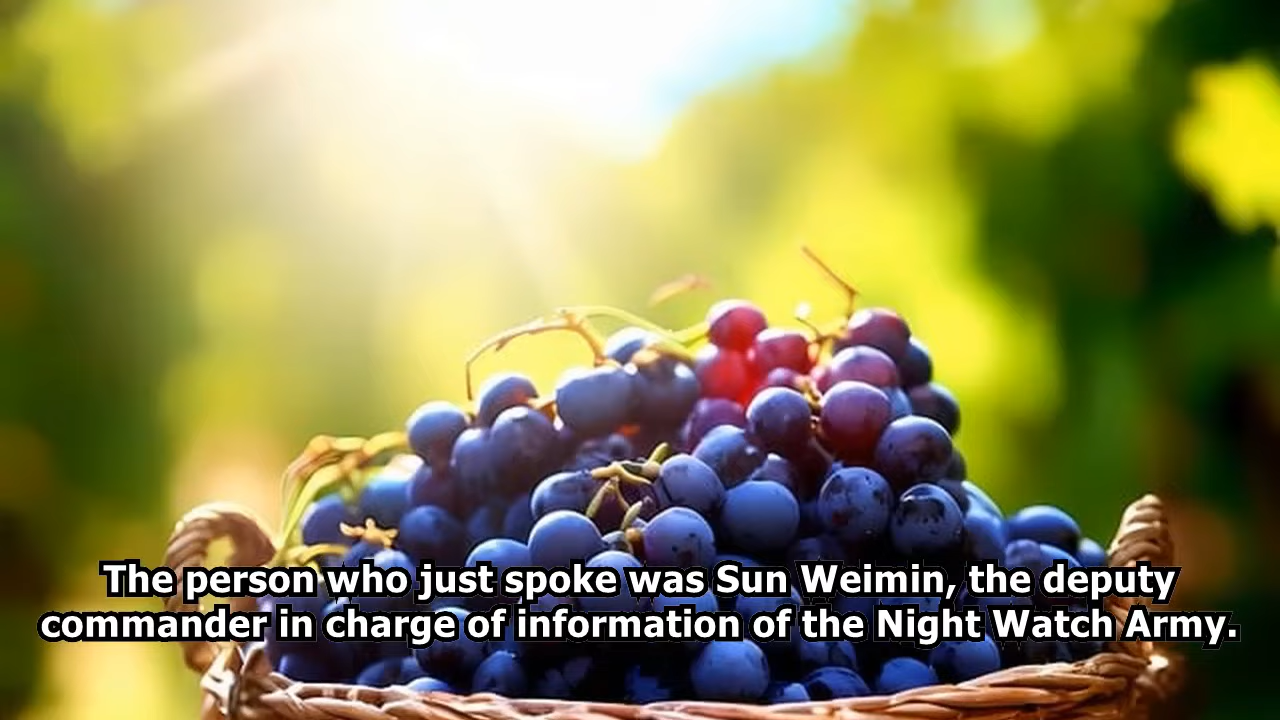 The person who just spoke was Sun Weimin, the deputy
commander in charge of information of the Night Watch Army.